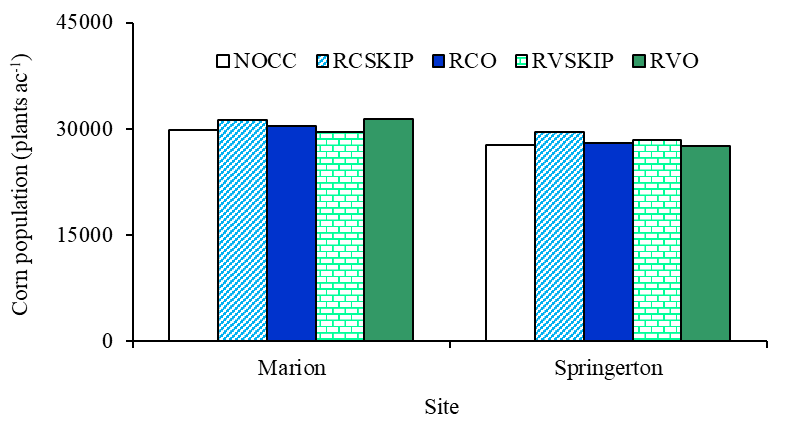 45000
NOCC RCSKIP RCO RVSKIP RVO
30000
15000
0
Corn population (plants ac⁻¹)
Marion Springerton
Site